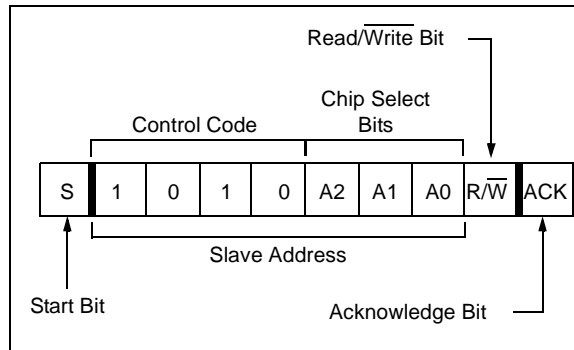 Read/Write Bit
Chip Select
Control Code Bits
S 1 0 1 0 A2 A1 A0 R/W ACK
Slave Address
Start Bit
Acknowledge Bit